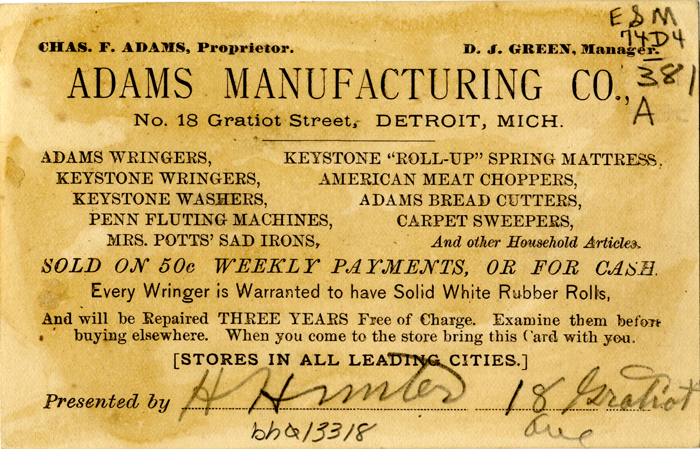 E S M
74D4
381
A
CHAS. F. ADAMS, Proprietor. D. J. GREEN, Manager.
ADAMS MANUFACTURING CO.,
No. 18 Gratiot Street, DETROIT, MICH.
ADAMS WRINGERS, KEYSTONE “ROLL-UP” SPRING MATTRESS,
KEYSTONE WRINGERS, AMERICAN MEAT CHOPPERS,
KEYSTONE WASHERS, ADAMS BREAD CUTTERS,
PENN FLUTING MACHINES, CARPET SWEEPERS,
MRS. POTTS’ SAD IRONS, And other Household Articles.
SOLD ON 50c WEEKLY PAYMENTS, OR FOR CASH.
Every Wringer is Warranted to have Solid White Rubber Rolls,
And will be Repaired THREE YEARS Free of Charge. Examine them before
buying elsewhere. When you come to the store bring this Card with you.
[STORES IN ALL LEADING CITIES.]
Presented by H Hunter 18 Gratiot
Ave
bha13318